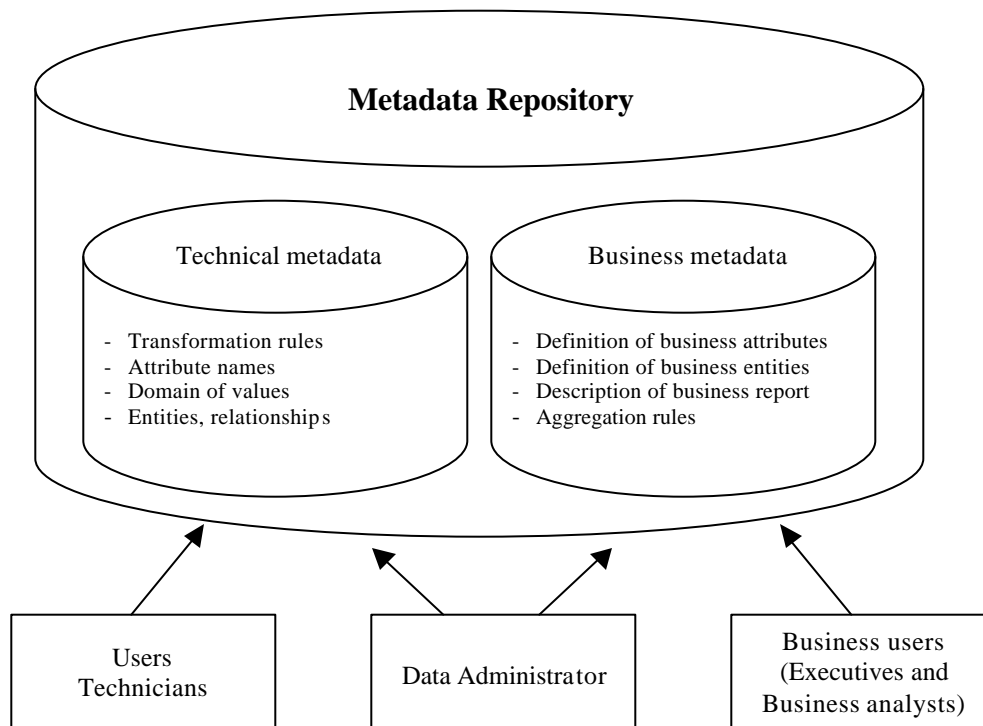 Metadata Repository
Technical metadata
- Transformation rules
- Attribute names
- Domain of values
- Entities, relationships
Business metadata
- Definition of business attributes
- Definition of business entities
- Description of business report
- Aggregation rules
Users
Technicians
Data Administrator
Business users
(Executives and
Business analysts)